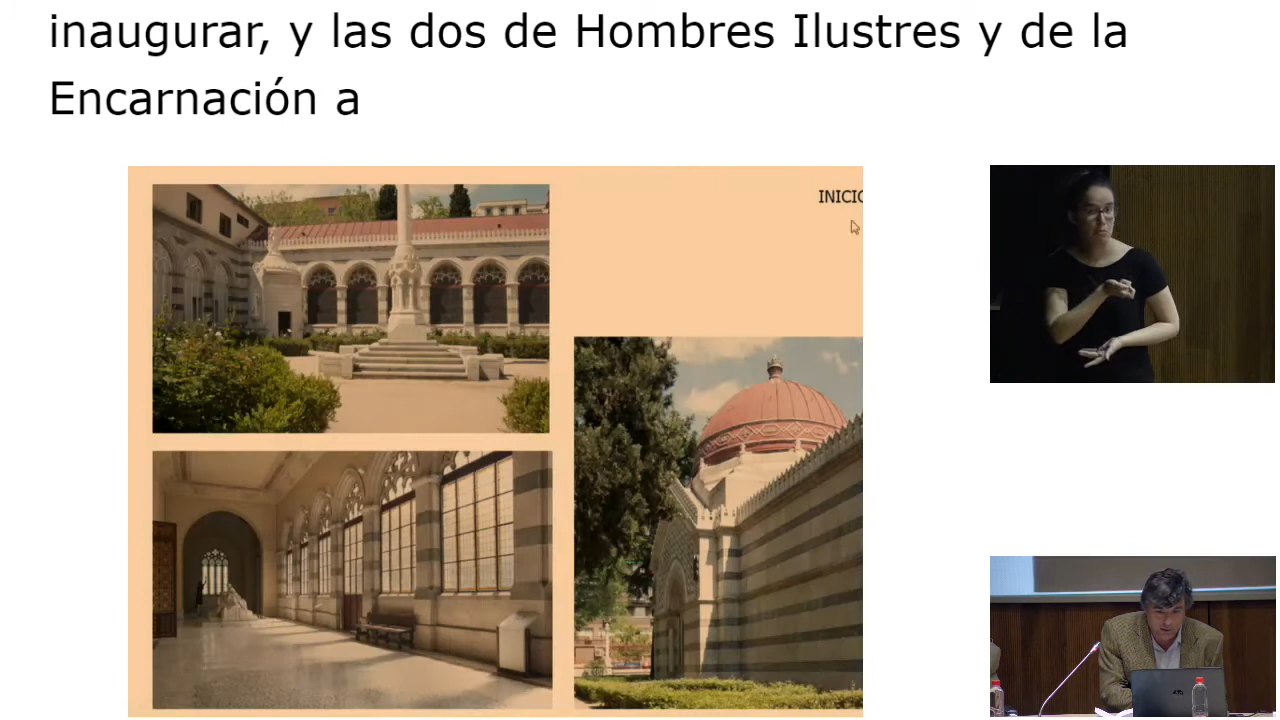 inaugurar, y las dos de Hombres Ilustres y de la
Encarnación a
INICIO